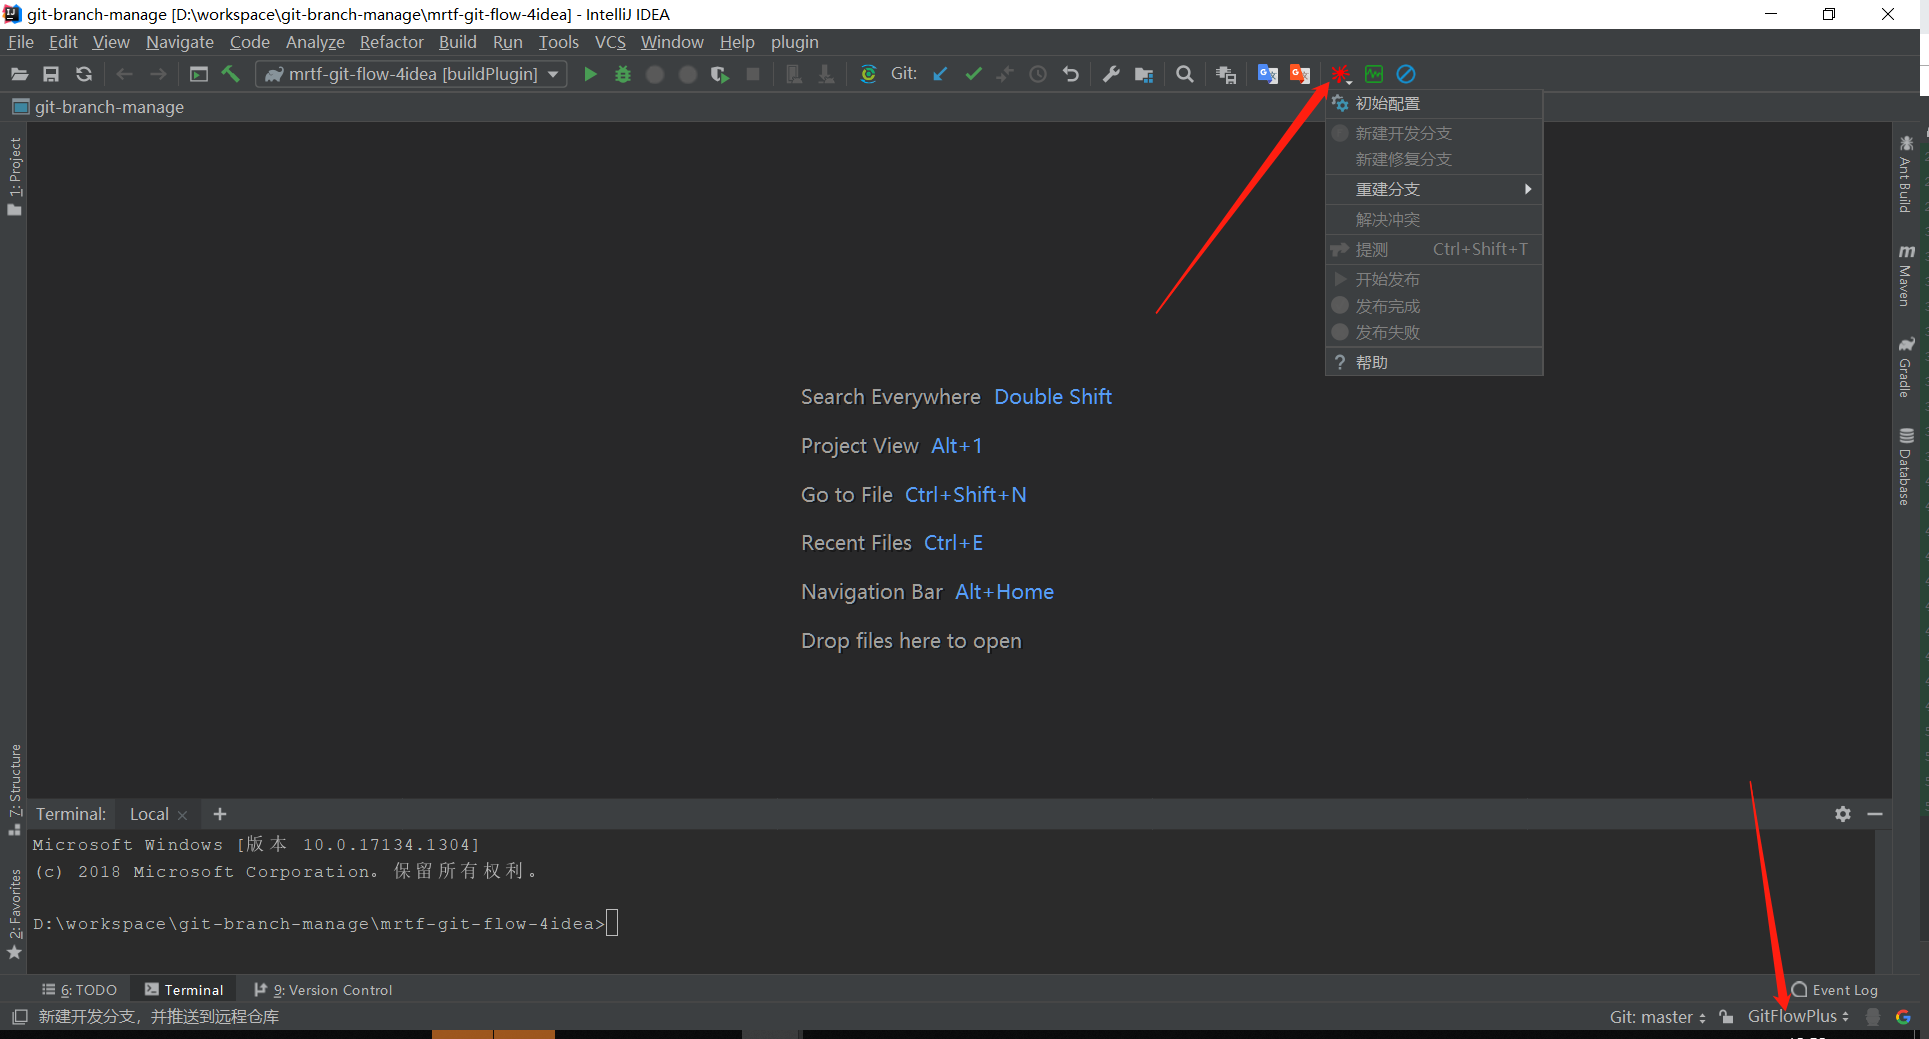 git-branch-manage [D:\workspace\git-branch-manage\mrtf-git-flow-4idea] - IntelliJ IDEA
File Edit View Navigate Code Analyze Refactor Build Run Tools VCS Window Help plugin
mrtf-git-flow-4idea [buildPlugin] Git:
git-branch-manage
初始配置
新建开发分支
新建修复分支
重建分支
解决冲突
提测 Ctrl+Shift+T
开始发布
发布完成
发布失败
? 帮助
1: Project
7: Structure
2: Favorites
Ant Build
Maven
Gradle
Database
Search Everywhere Double Shift
Project View Alt+1
Go to File Ctrl+Shift+N
Recent Files Ctrl+E
Navigation Bar Alt+Home
Drop files here to open
Terminal: Local
Microsoft Windows [版本 10.0.17134.1304]
(c) 2018 Microsoft Corporation。保留所有权利。
D:\workspace\git-branch-manage\mrtf-git-flow-4idea>
6: TODO Terminal 9: Version Control Event Log
新建开发分支，并推送到远程仓库 Git: master GitFlowPlus